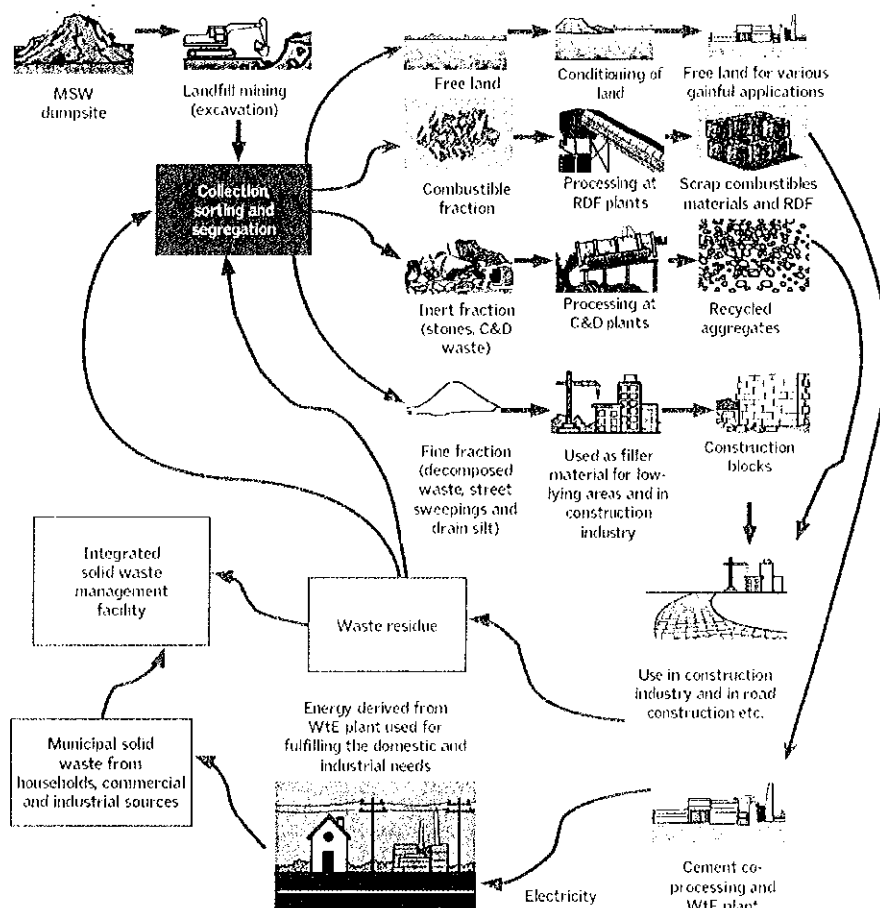 MSW
dumpsite
Landfill mining
(excavation)
Free land
Conditioning of
land
Free land for various
gainful applications
Collection,
sorting and
segregation
Combustible
fraction
Processing at
RDF plants
Scrap combustibles
materials and RDF
Inert fraction
(stones, C&D
waste)
Processing at
C&D plants
Recycled
aggregates
Fine fraction
(decomposed
waste, street
sweepings and
drain silt)
Used as filler
material for low-
lying areas and in
construction
industry
Construction
blocks
Integrated
solid waste
management
facility
Waste residue
Use in construction
industry and in road
construction etc.
Energy derived from
WtE plant used for
fulfilling the domestic and
industrial needs
Municipal solid
waste from
households, commercial
and industrial sources
Electricity
Cement co-
processing and
WtE plant